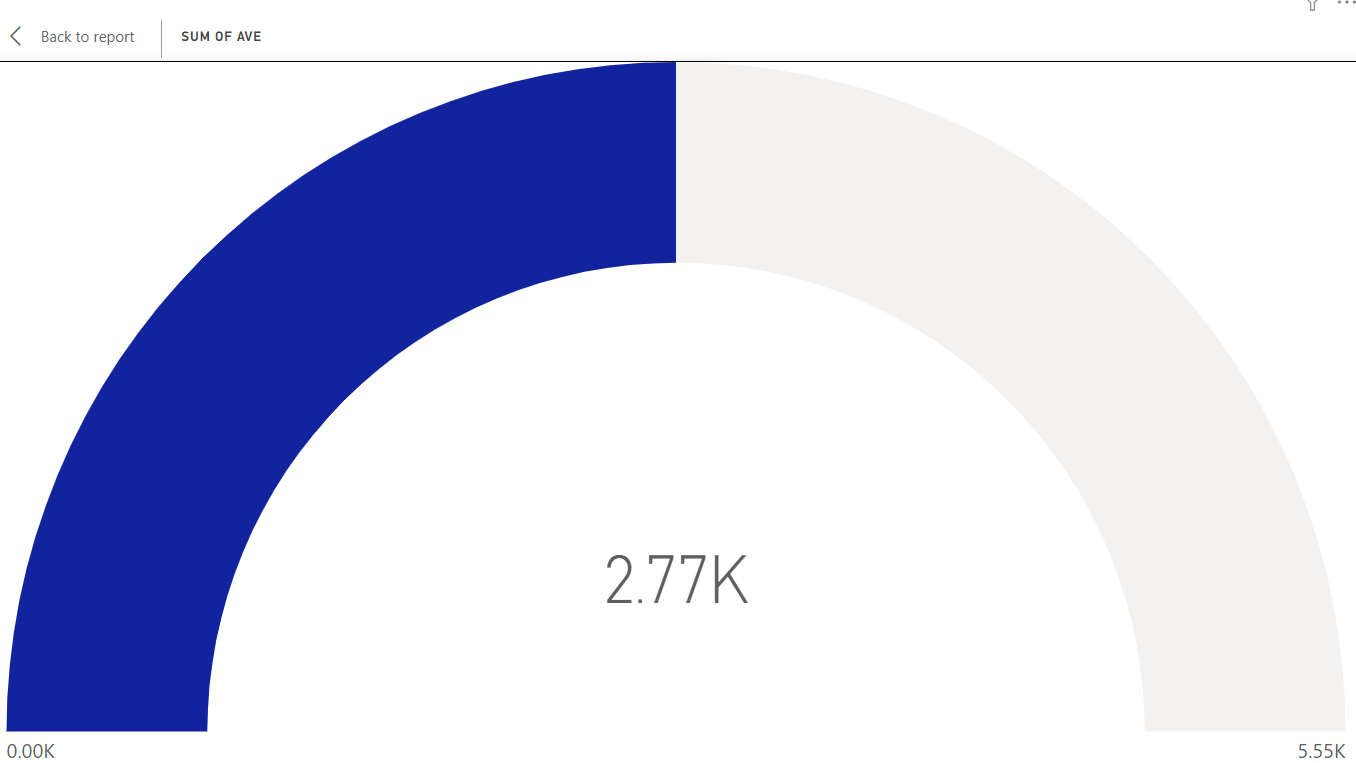 Back to report
SUM OF AVE
2.77K
0.00K
5.55K